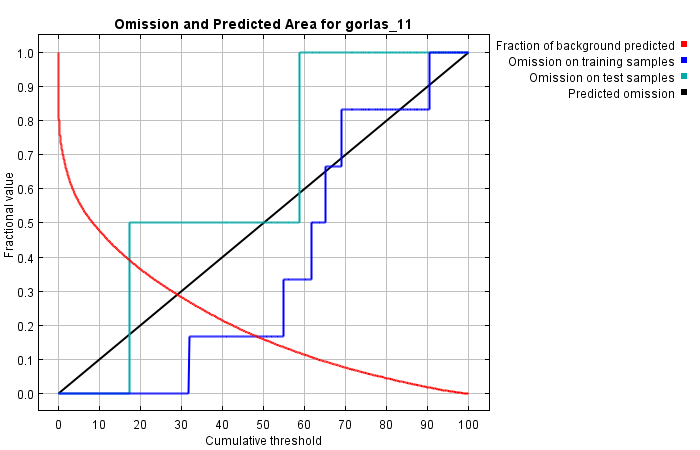 Omission and Predicted Area for gorlas_11
Fraction of background predicted
Omission on training samples
Omission on test samples
Predicted omission
Fractional value
1.0
0.9
0.8
0.7
0.6
0.5
0.4
0.3
0.2
0.1
0.0
0 10 20 30 40 50 60 70 80 90 100
Cumulative threshold